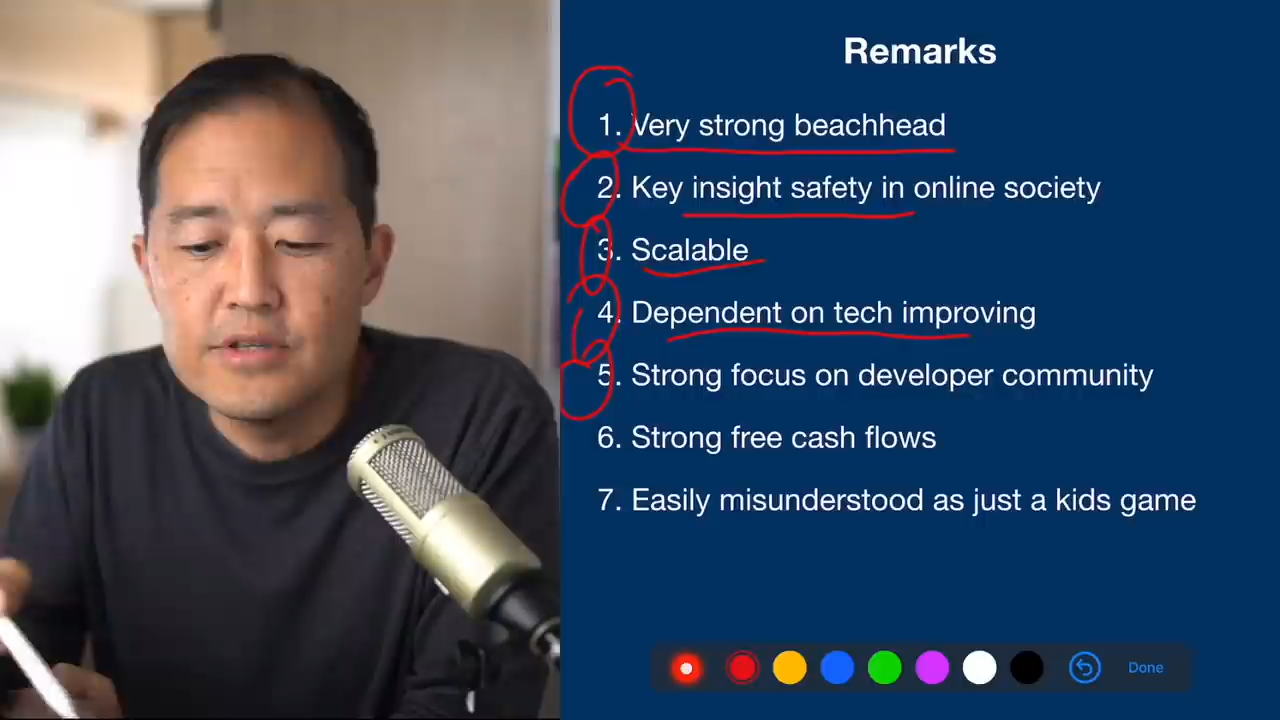 Remarks
1. Very strong beachhead
2. Key insight safety in online society
3. Scalable
4. Dependent on tech improving
5. Strong focus on developer community
6. Strong free cash flows
7. Easily misunderstood as just a kids game
Done